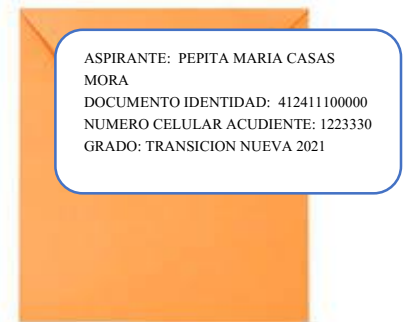 ASPIRANTE: PEPITA MARIA CASAS
MORA
DOCUMENTO IDENTIDAD: 412411100000
NUMERO CELULAR ACUDIENTE: 1223330
GRADO: TRANSICION NUEVA 2021